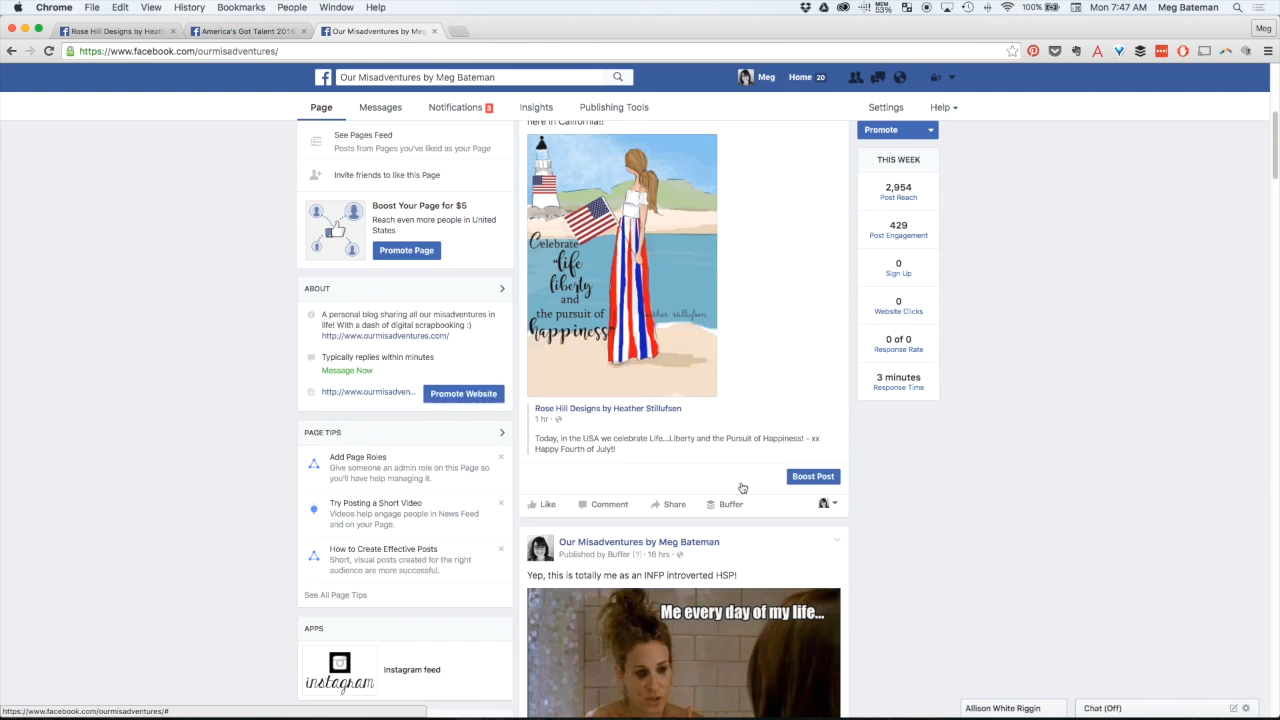 Chrome File Edit View History Bookmarks People Window Help
MEM 53% 100% Mon 7:47 AM Meg Bateman
Rose Hill Designs by Heath × America's Got Talent 2016 × Our Misadventures by Meg × Meg
https://www.facebook.com/ourmisadventures/
Our Misadventures by Meg Bateman Meg Home 20
Page Messages Notifications 3 Insights Publishing Tools Settings Help
here in California!!
See Pages Feed
Posts from Pages you've liked as your Page
Invite friends to like this Page
Boost Your Page for $5
Reach even more people in United
States
Promote Page
ABOUT
A personal blog sharing all our misadventures in
life! With a dash of digital scrapbooking :)
http://www.ourmisadventures.com/
Typically replies within minutes
Message Now
http://www.ourmisadven... Promote Website
PAGE TIPS
Add Page Roles
Give someone an admin role on this Page so
you'll have help managing it.
Try Posting a Short Video
Videos help engage people in News Feed
and on your Page.
How to Create Effective Posts
Short, visual posts created for the right
audience are more successful.
See All Page Tips
APPS
instagram
Instagram feed
Celebrate
life
liberty
and
the pursuit of
happiness
heather stillufsen
Rose Hill Designs by Heather Stillufsen
1 hr ·
Today, in the USA we celebrate Life...Liberty and the Pursuit of Happiness! - xx
Happy Fourth of July!!
Boost Post
Like Comment Share Buffer
Our Misadventures by Meg Bateman
Published by Buffer [?] · 16 hrs ·
Yep, this is totally me as an INFP introverted HSP!
Me every day of my life...
Promote
THIS WEEK
2,954
Post Reach
429
Post Engagement
0
Sign Up
0
Website Clicks
0 of 0
Response Rate
3 minutes
Response Time
https://www.facebook.com/ourmisadventures/#
Allison White Riggin Chat (Off)